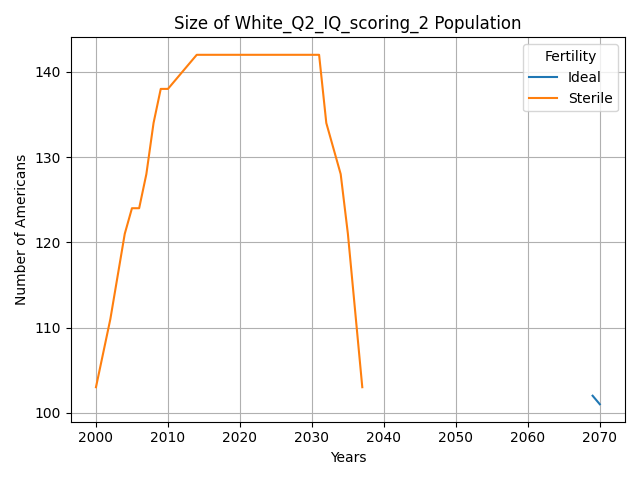 Size of White_Q2_IQ_scoring_2 Population
Fertility
Ideal
Sterile
Number of Americans
140
130
120
110
100
2000 2010 2020 2030 2040 2050 2060 2070
Years